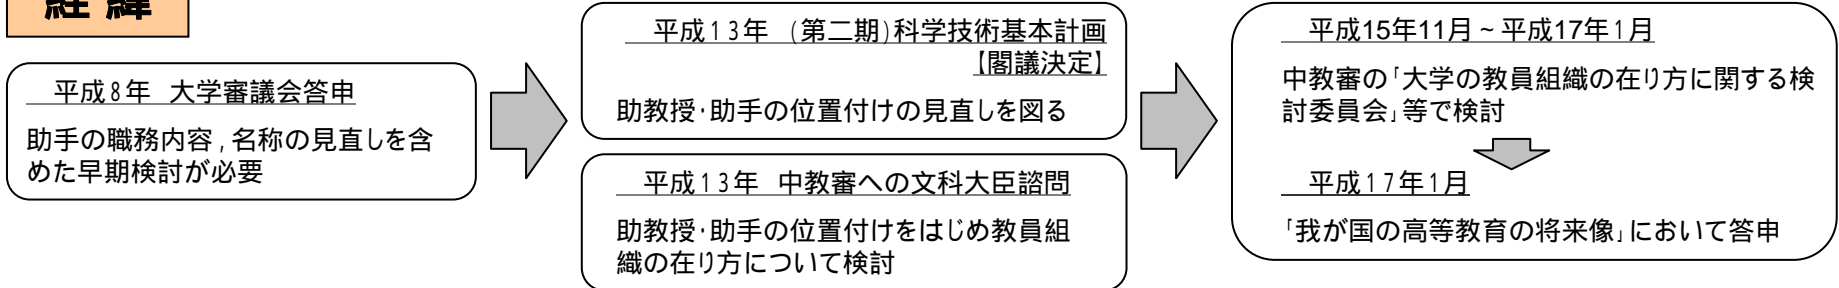 経緯
平成8年 大学審議会答申
助手の職務内容,名称の見直しを含
めた早期検討が必要
平成13年 (第二期)科学技術基本計画
【閣議決定】
助教授・助手の位置付けの見直しを図る
平成13年 中教審への文科大臣諮問
助教授・助手の位置付けをはじめ教員組
織の在り方について検討
平成15年11月~平成17年1月
中教審の「大学の教員組織の在り方に関する検
討委員会」等で検討
平成17年1月
「我が国の高等教育の将来像」において答申